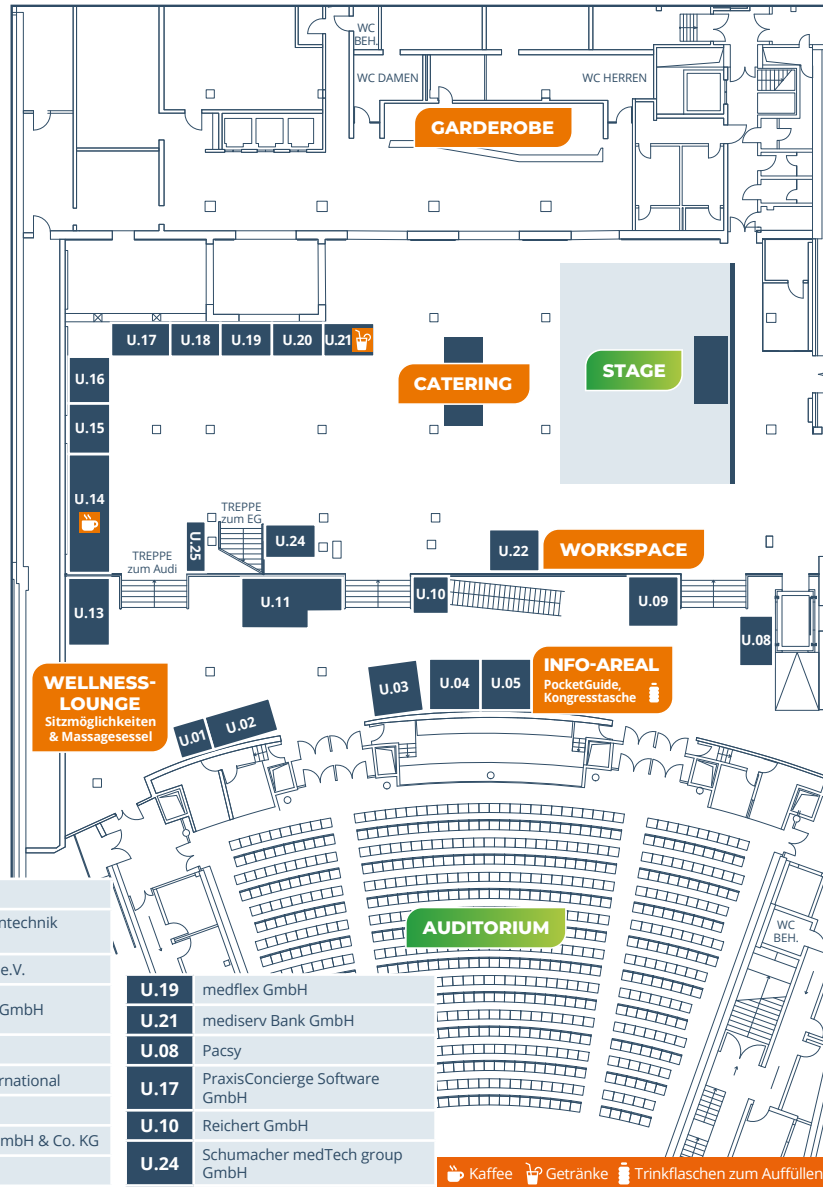 WC
BEH.
WC DAMEN
WC HERREN
GARDEROBE
U.17
U.18
U.19
U.20
U.21
U.16
CATERING
STAGE
U.15
U.14
TREPPE
zum EG
U.25
U.24
TREPPE
zum Audi
U.22
WORKSPACE
U.13
U.11
U.10
U.09
U.08
WELLNESS-
LOUNGE
Sitzmöglichkeiten
& Massagesessel
U.01
U.02
U.03
U.04
U.05
INFO-AREAL
PocketGuide,
Kongresstasche
AUDITORIUM
WC
BEH.
ntechnik
e.V.
GmbH
rnational
mbH & Co. KG
U.19 medflex GmbH
U.21 mediserv Bank GmbH
U.08 Pacsy
U.17 PraxisConcierge Software
GmbH
U.10 Reichert GmbH
U.24 Schumacher medTech group
GmbH
Kaffee Getränke Trinkflaschen zum Auffüllen